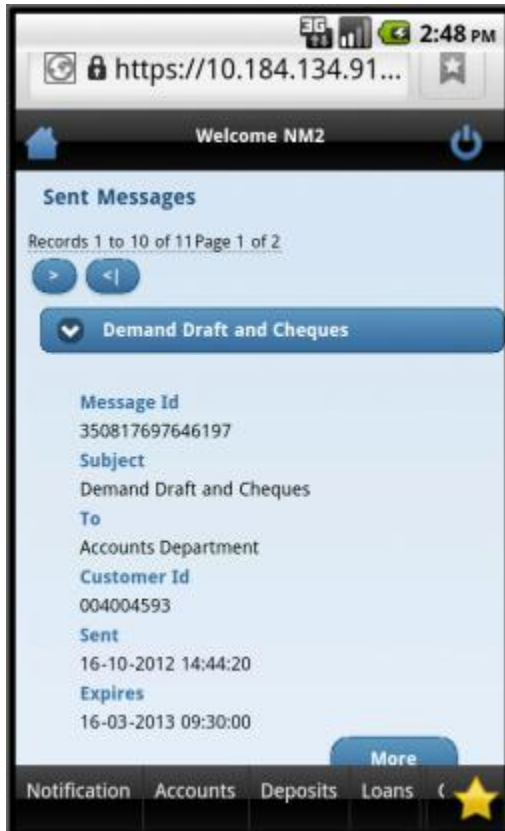 3G
2:48 PM
https://10.184.134.91...
Welcome NM2
Sent Messages
Records 1 to 10 of 11Page 1 of 2
> <|
Demand Draft and Cheques
Message Id
350817697646197
Subject
Demand Draft and Cheques
To
Accounts Department
Customer Id
004004593
Sent
16-10-2012 14:44:20
Expires
16-03-2013 09:30:00
More
Notification Accounts Deposits Loans